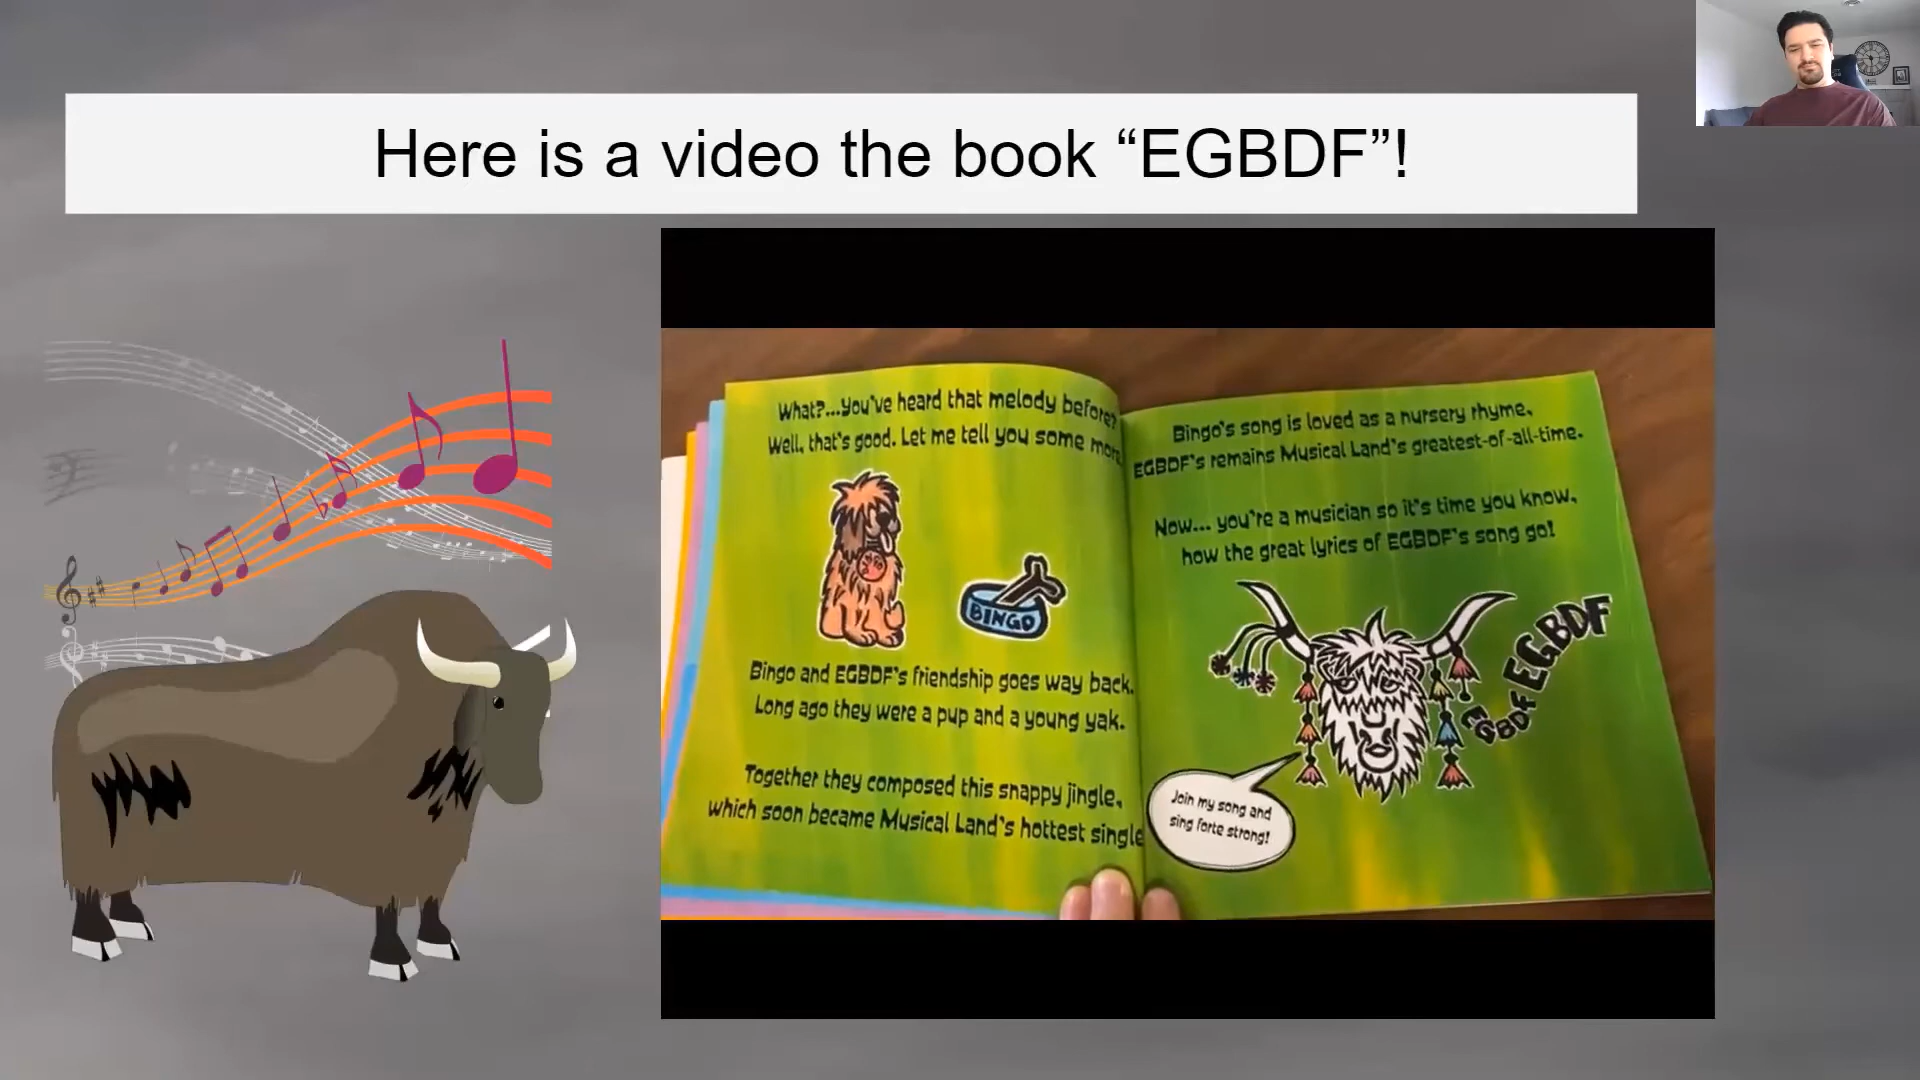 Here is a video the book “EGBDF”!
What?...You've heard that melody before?
Well, that's good. Let me tell you some more.
BINGO
Bingo and EGBDF's friendship goes way back.
Long ago they were a pup and a young yak.
Together they composed this snappy jingle,
which soon became Musical Land's hottest single
Bingo's song is loved as a nursery rhyme,
EGBDF's remains Musical Land's greatest-of-all-time.
Now... you're a musician so it's time you know,
how the great lyrics of EGBDF's song go!
EGBDF
EGBDF
Join my song and
sing forte strong!